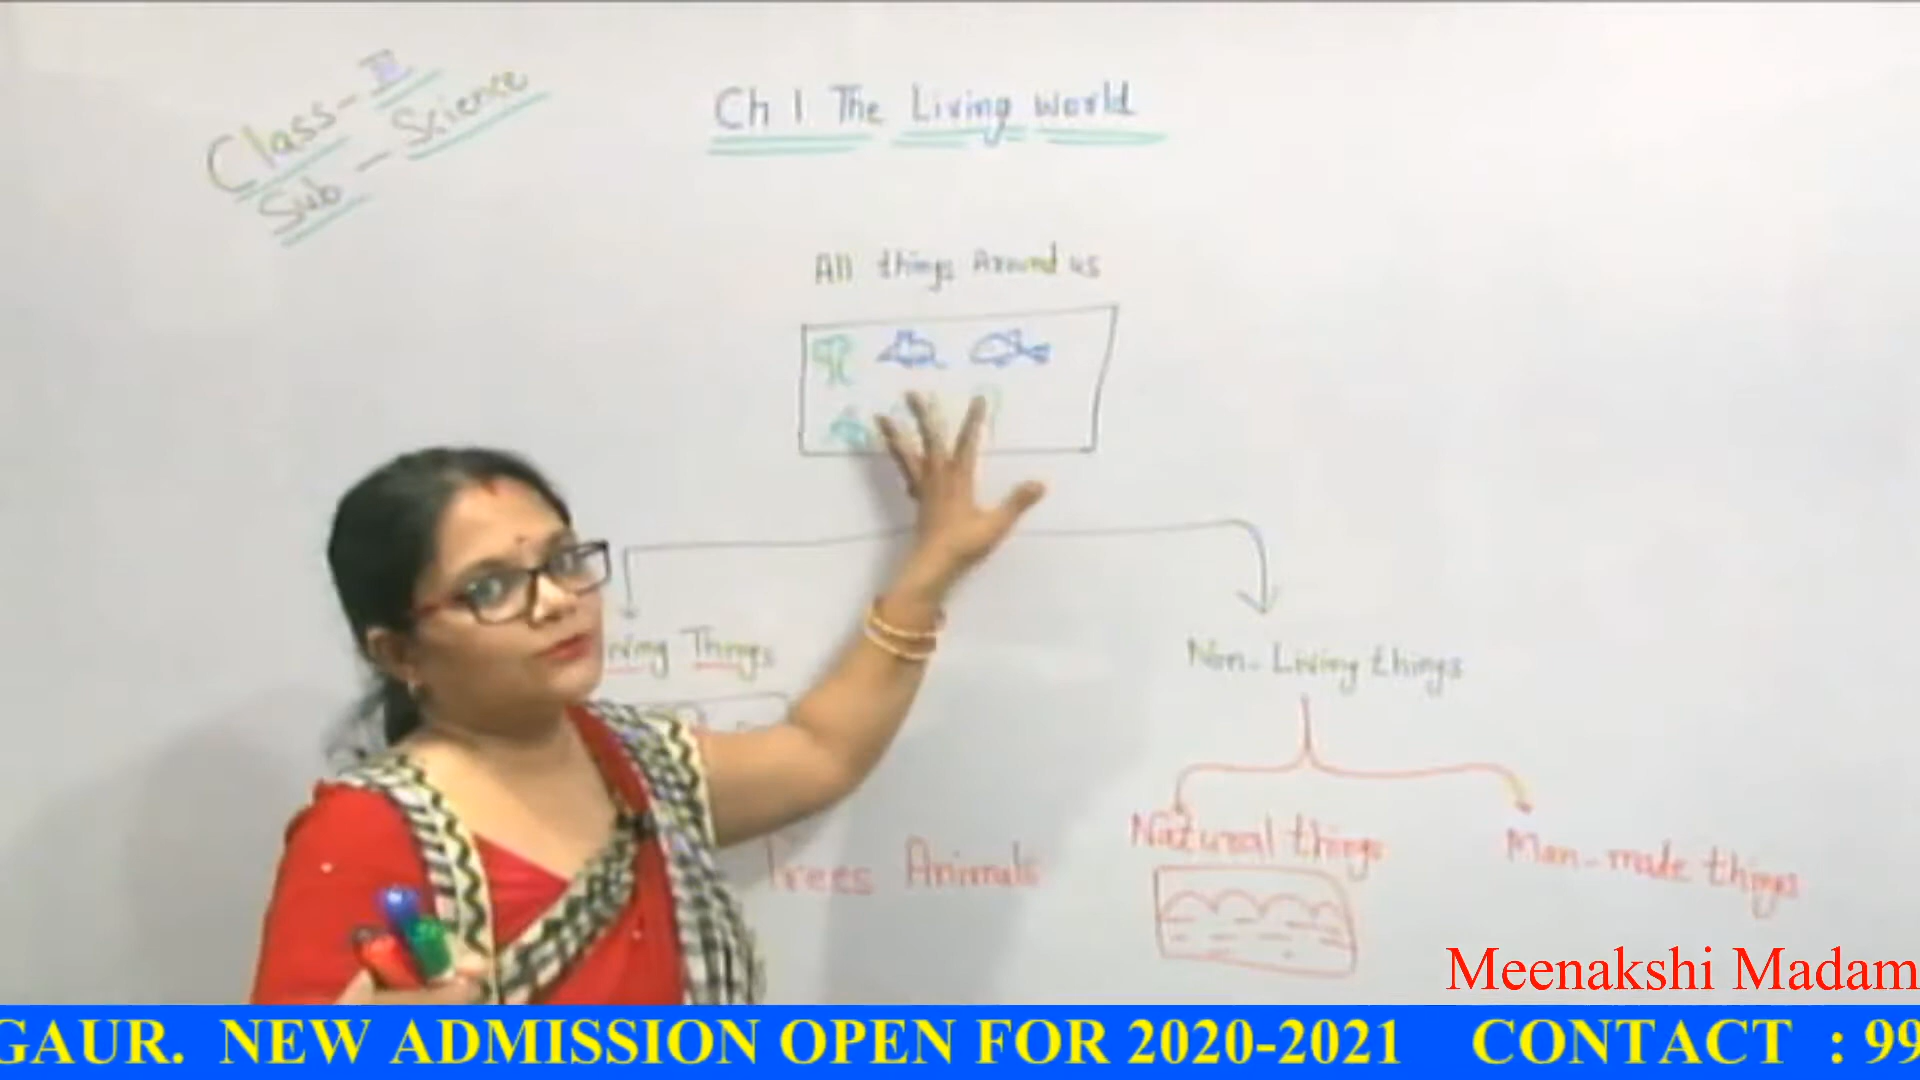 Class - III
Sub - Science
Ch 1 The Living World
All things Around us
iving Things
Non-Living things
Trees Animals
Natural things
Man-made things
Meenakshi Madam
GAUR. NEW ADMISSION OPEN FOR 2020-2021 CONTACT : 99